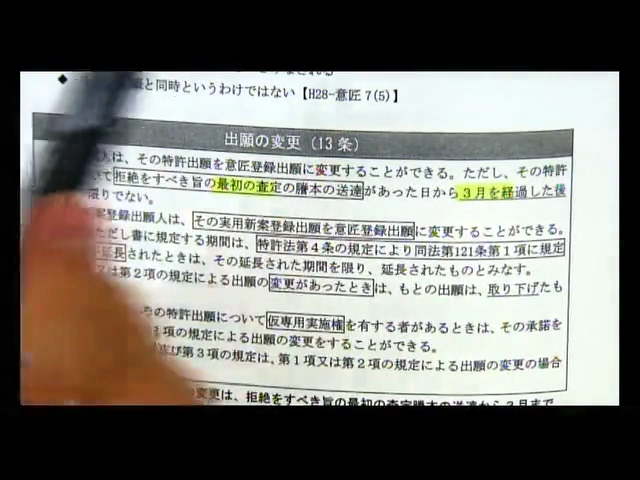 と同時というわけではない【H28-意匠7(5)】
出願の変更（13条）
人は、その特許出願を意匠登録出願に変更することができる。ただし、その特許
いて拒絶をすべき旨の最初の査定の謄本の送達があった日から３月を経過した後
限りでない。
案登録出願人は、その実用新案登録出願を意匠登録出願に変更することができる。
ただし書に規定する期間は、特許法第４条の規定により同法第121条第１項に規定
延長されたときは、その延長された期間を限り、延長されたものとみなす。
又は第２項の規定による出願の変更があったときは、もとの出願は、取り下げたも
の特許出願について仮専用実施権を有する者があるときは、その承諾を
項の規定による出願の変更をすることができる。
び第３項の規定は、第１項又は第２項の規定による出願の変更の場合
の変更は、拒絶をすべき旨の最初の査定謄本の送達から３月まで